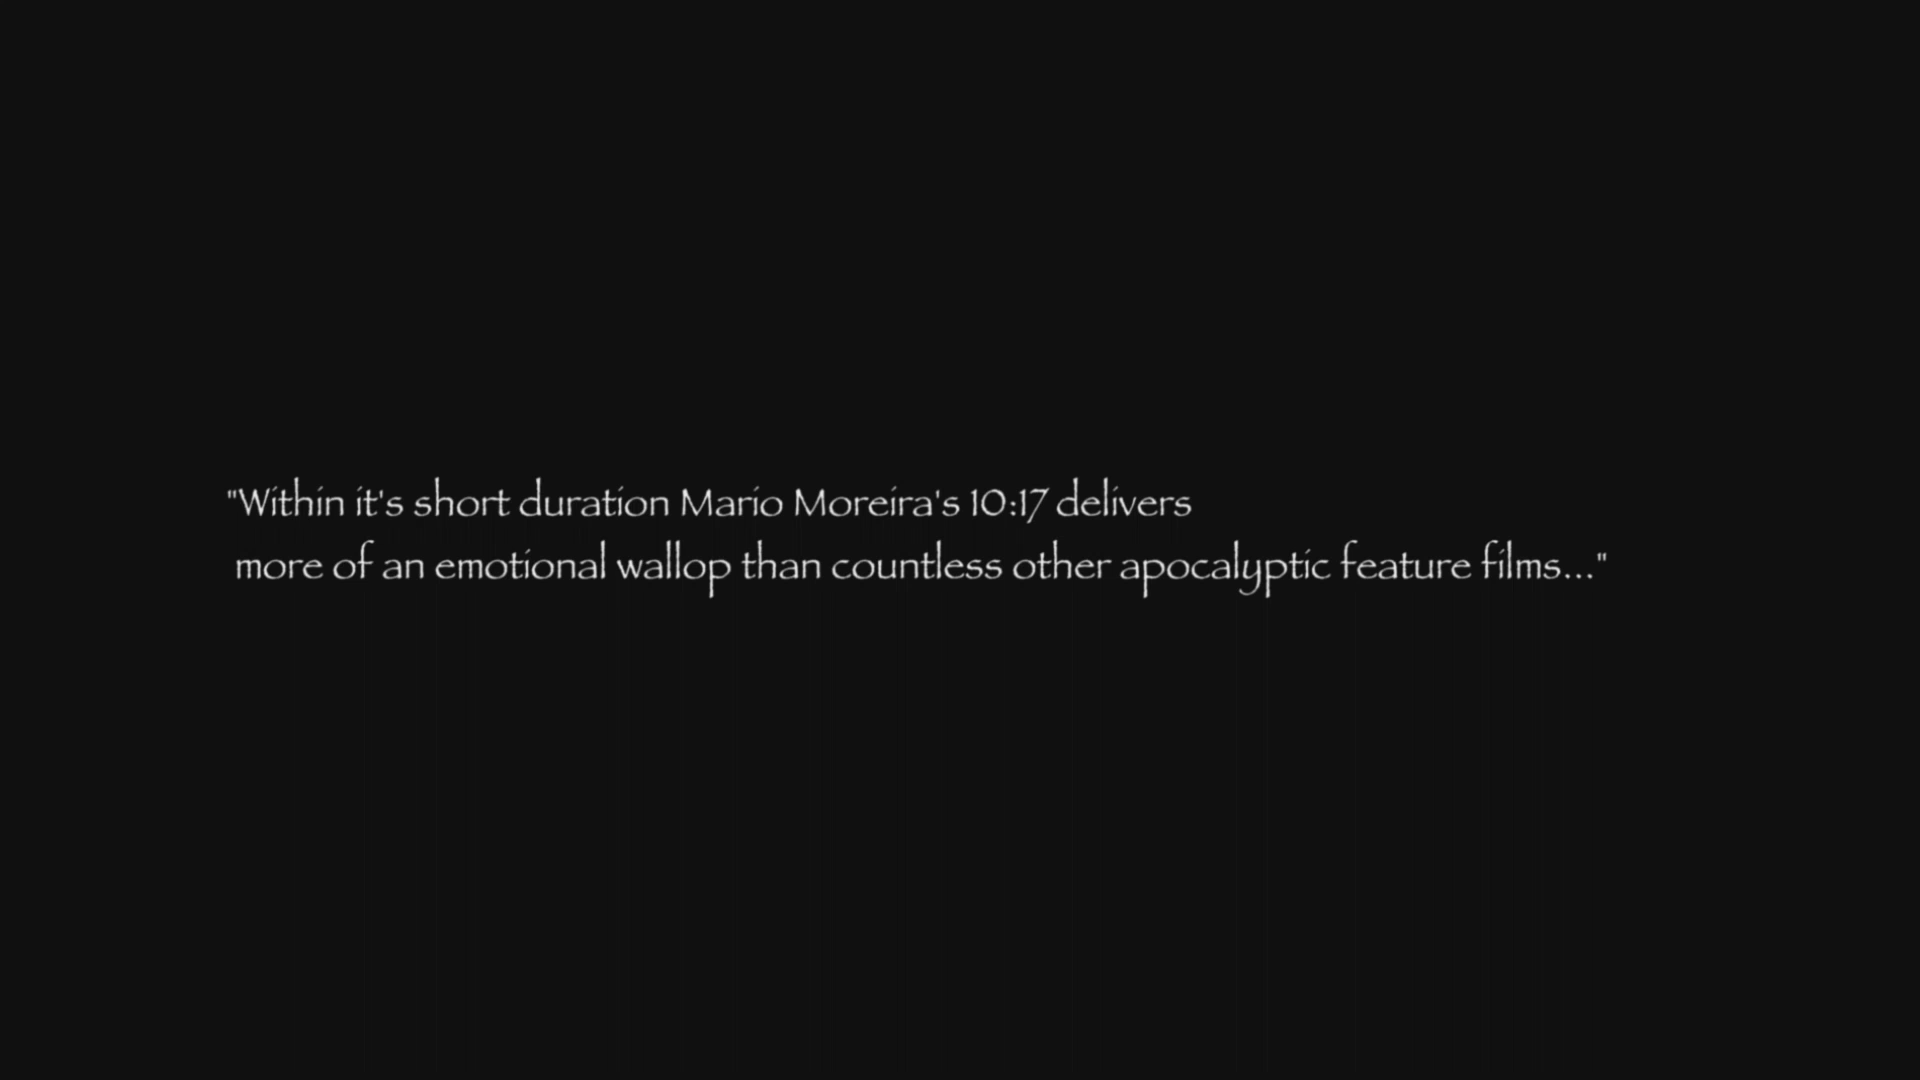 "Within it's short duration Mario Moreira's 10:17 delivers
more of an emotional wallop than countless other apocalyptic feature films..."